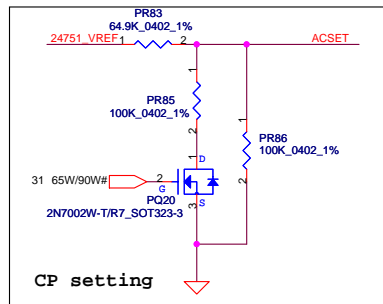 PR83
64.9K_0402_1%
24751_VREF 1 2 ACSET
1
PR85
100K_0402_1%
2
1
PR86
100K_0402_1%
2
1 D
31 65W/90W# 2 G
PQ20
S
2N7002W-T/R7_SOT323-3
3
CP setting